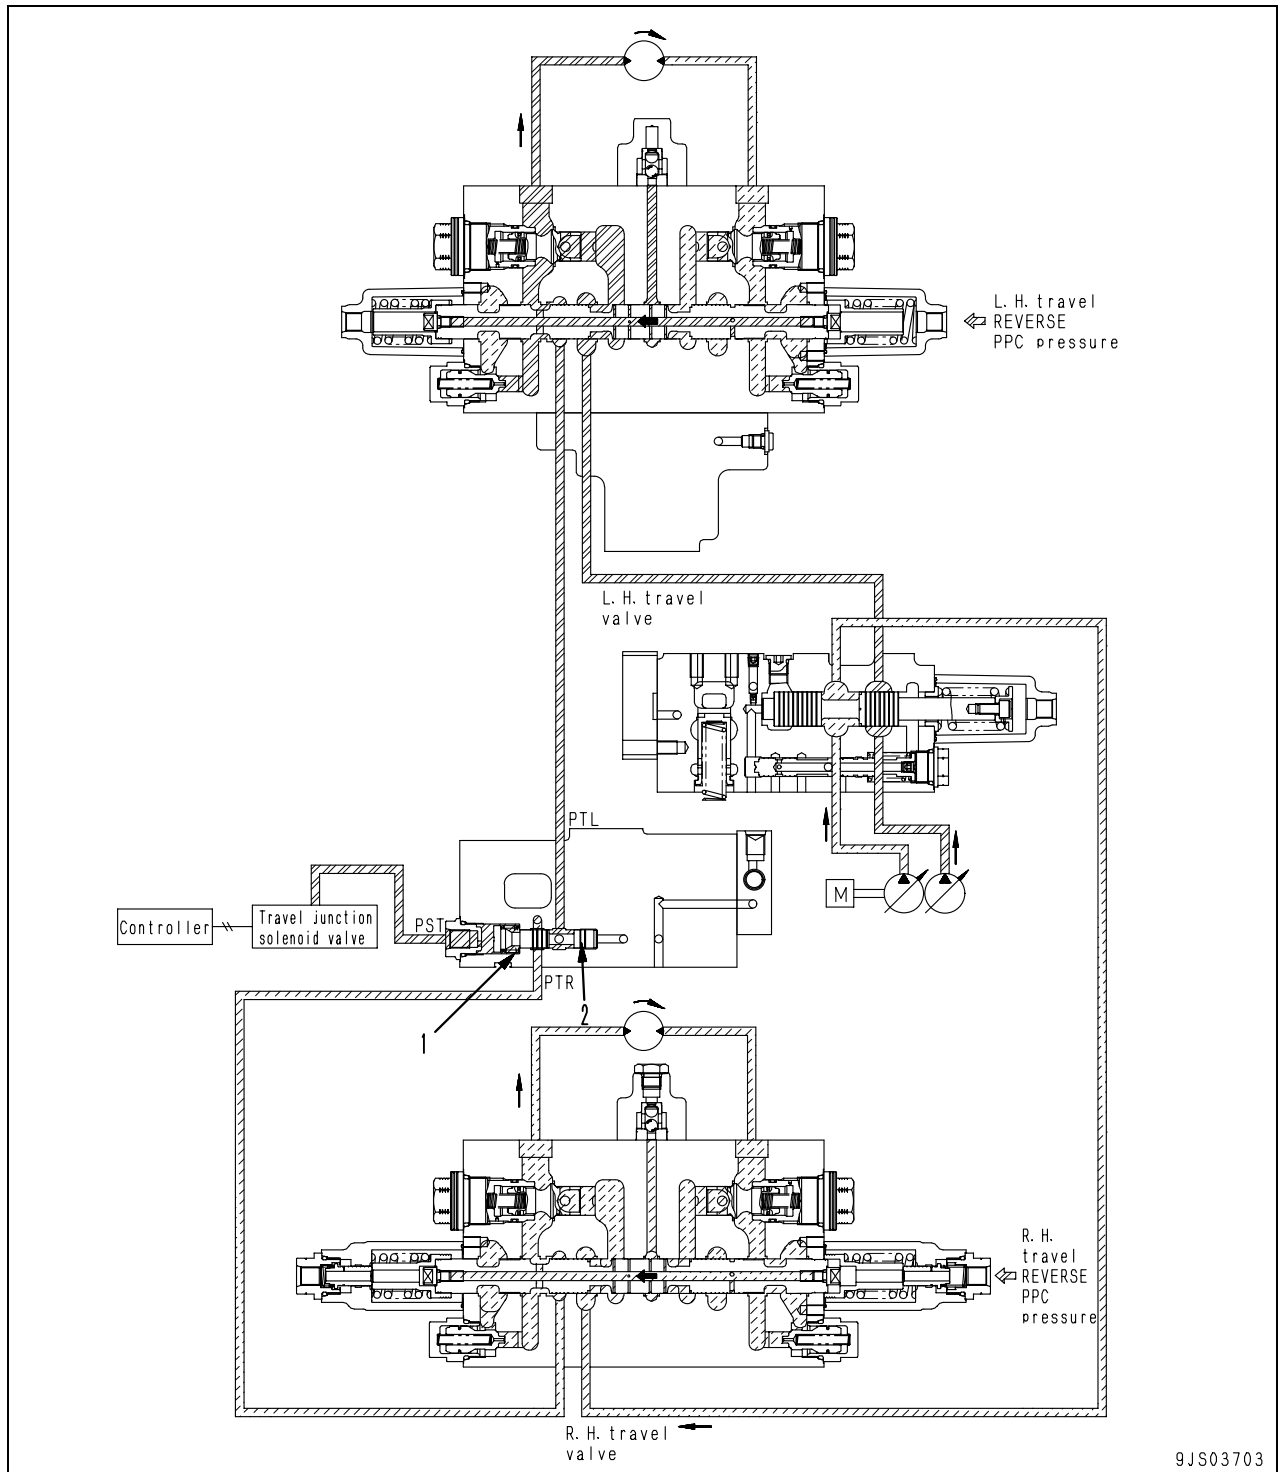 L.H. travel
REVERSE
PPC pressure
L.H. travel
valve
PTL
M
Controller
Travel junction
solenoid valve
PST
PTR
1
2
R.H.
travel
REVERSE
PPC
pressure
R.H. travel
valve
9JS03703